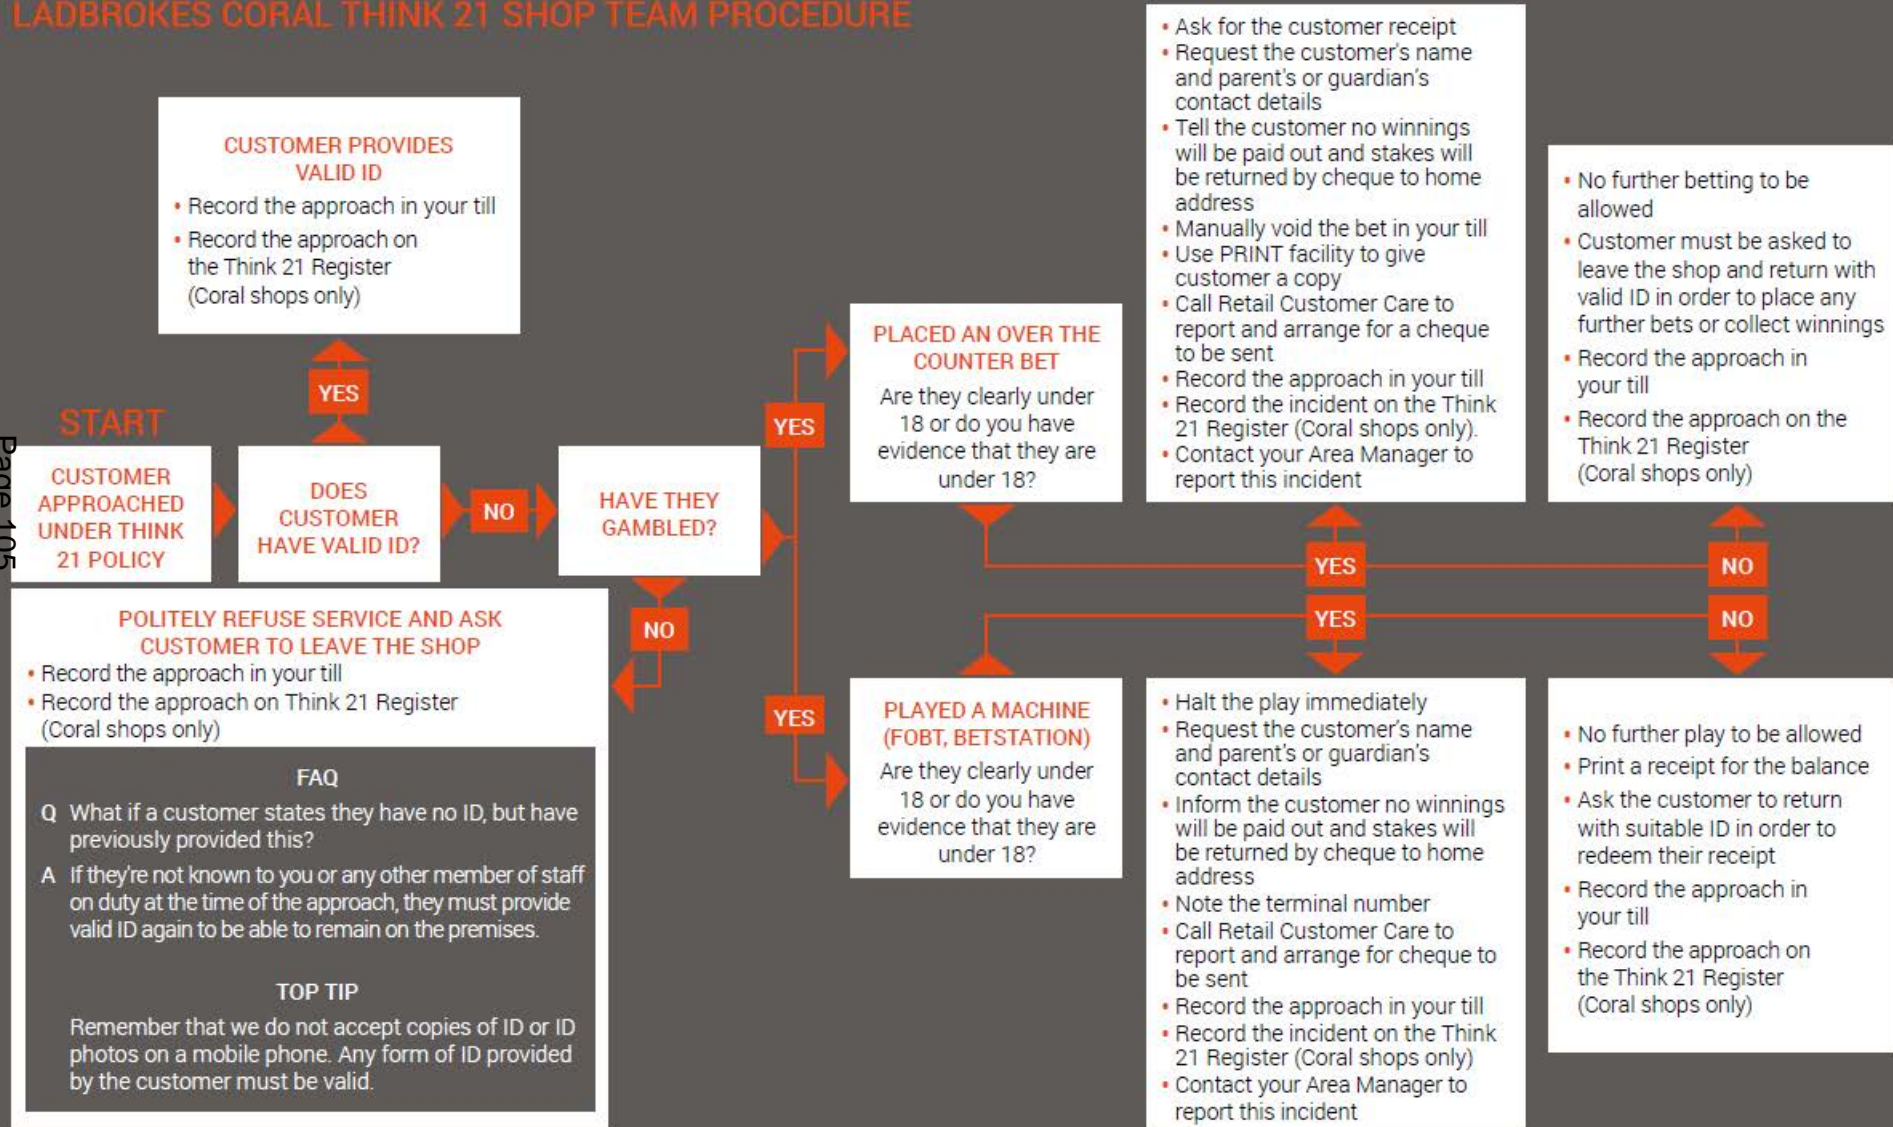 LADBROKES CORAL THINK 21 SHOP TEAM PROCEDURE
CUSTOMER PROVIDES
VALID ID
• Record the approach in your till
• Record the approach on
the Think 21 Register
(Coral shops only)
YES
START
CUSTOMER
APPROACHED
UNDER THINK
21 POLICY
DOES
CUSTOMER
HAVE VALID ID?
NO
HAVE THEY
GAMBLED?
NO
POLITELY REFUSE SERVICE AND ASK
CUSTOMER TO LEAVE THE SHOP
• Record the approach in your till
• Record the approach on Think 21 Register
(Coral shops only)
FAQ
Q What if a customer states they have no ID, but have
previously provided this?
A If they're not known to you or any other member of staff
on duty at the time of the approach, they must provide
valid ID again to be able to remain on the premises.
TOP TIP
Remember that we do not accept copies of ID or ID
photos on a mobile phone. Any form of ID provided
by the customer must be valid.
YES
PLACED AN OVER THE
COUNTER BET
Are they clearly under
18 or do you have
evidence that they are
under 18?
• Ask for the customer receipt
• Request the customer's name
and parent's or guardian's
contact details
• Tell the customer no winnings
will be paid out and stakes will
be returned by cheque to home
address
• Manually void the bet in your till
• Use PRINT facility to give
customer a copy
• Call Retail Customer Care to
report and arrange for a cheque
to be sent
• Record the approach in your till
• Record the incident on the Think
21 Register (Coral shops only).
• Contact your Area Manager to
report this incident
YES
• No further betting to be
allowed
• Customer must be asked to
leave the shop and return with
valid ID in order to place any
further bets or collect winnings
• Record the approach in
your till
• Record the approach on the
Think 21 Register
(Coral shops only)
NO
YES
PLAYED A MACHINE
(FOBT, BETSTATION)
Are they clearly under
18 or do you have
evidence that they are
under 18?
YES
• Halt the play immediately
• Request the customer's name
and parent's or guardian's
contact details
• Inform the customer no winnings
will be paid out and stakes will
be returned by cheque to home
address
• Note the terminal number
• Call Retail Customer Care to
report and arrange for cheque to
be sent
• Record the approach in your till
• Record the incident on the Think
21 Register (Coral shops only)
• Contact your Area Manager to
report this incident
NO
• No further play to be allowed
• Print a receipt for the balance
• Ask the customer to return
with suitable ID in order to
redeem their receipt
• Record the approach in
your till
• Record the approach on
the Think 21 Register
(Coral shops only)
Page 105